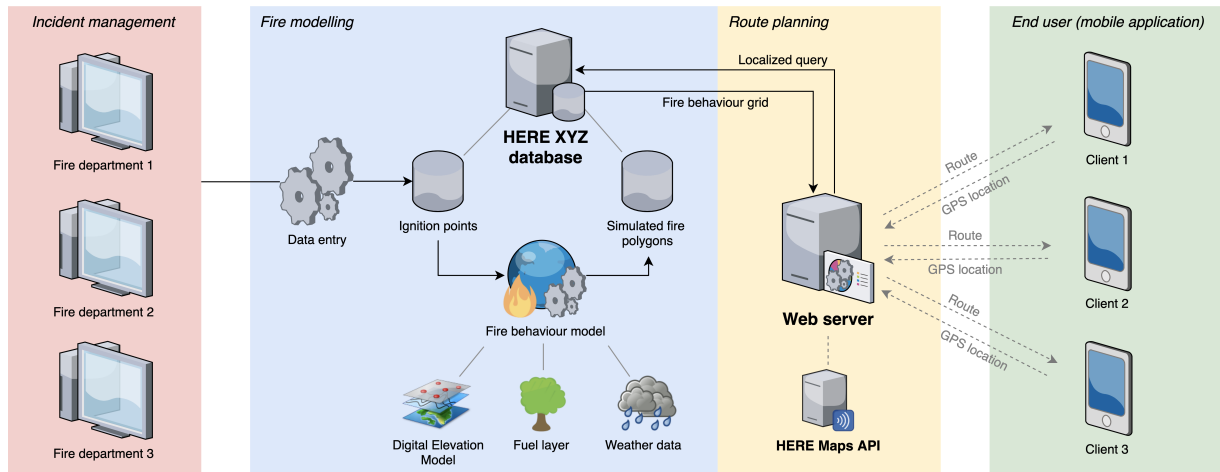 Incident management
Fire department 1
Fire department 2
Fire department 3
Fire modelling
HERE XYZ
database
Data entry
Ignition points
Simulated fire
polygons
Fire behaviour model
Digital Elevation
Model
Fuel layer
Weather data
Route planning
Localized query
Fire behaviour grid
Web server
HERE Maps API
Route
GPS location
Route
GPS location
Route
GPS location
End user (mobile application)
Client 1
Client 2
Client 3